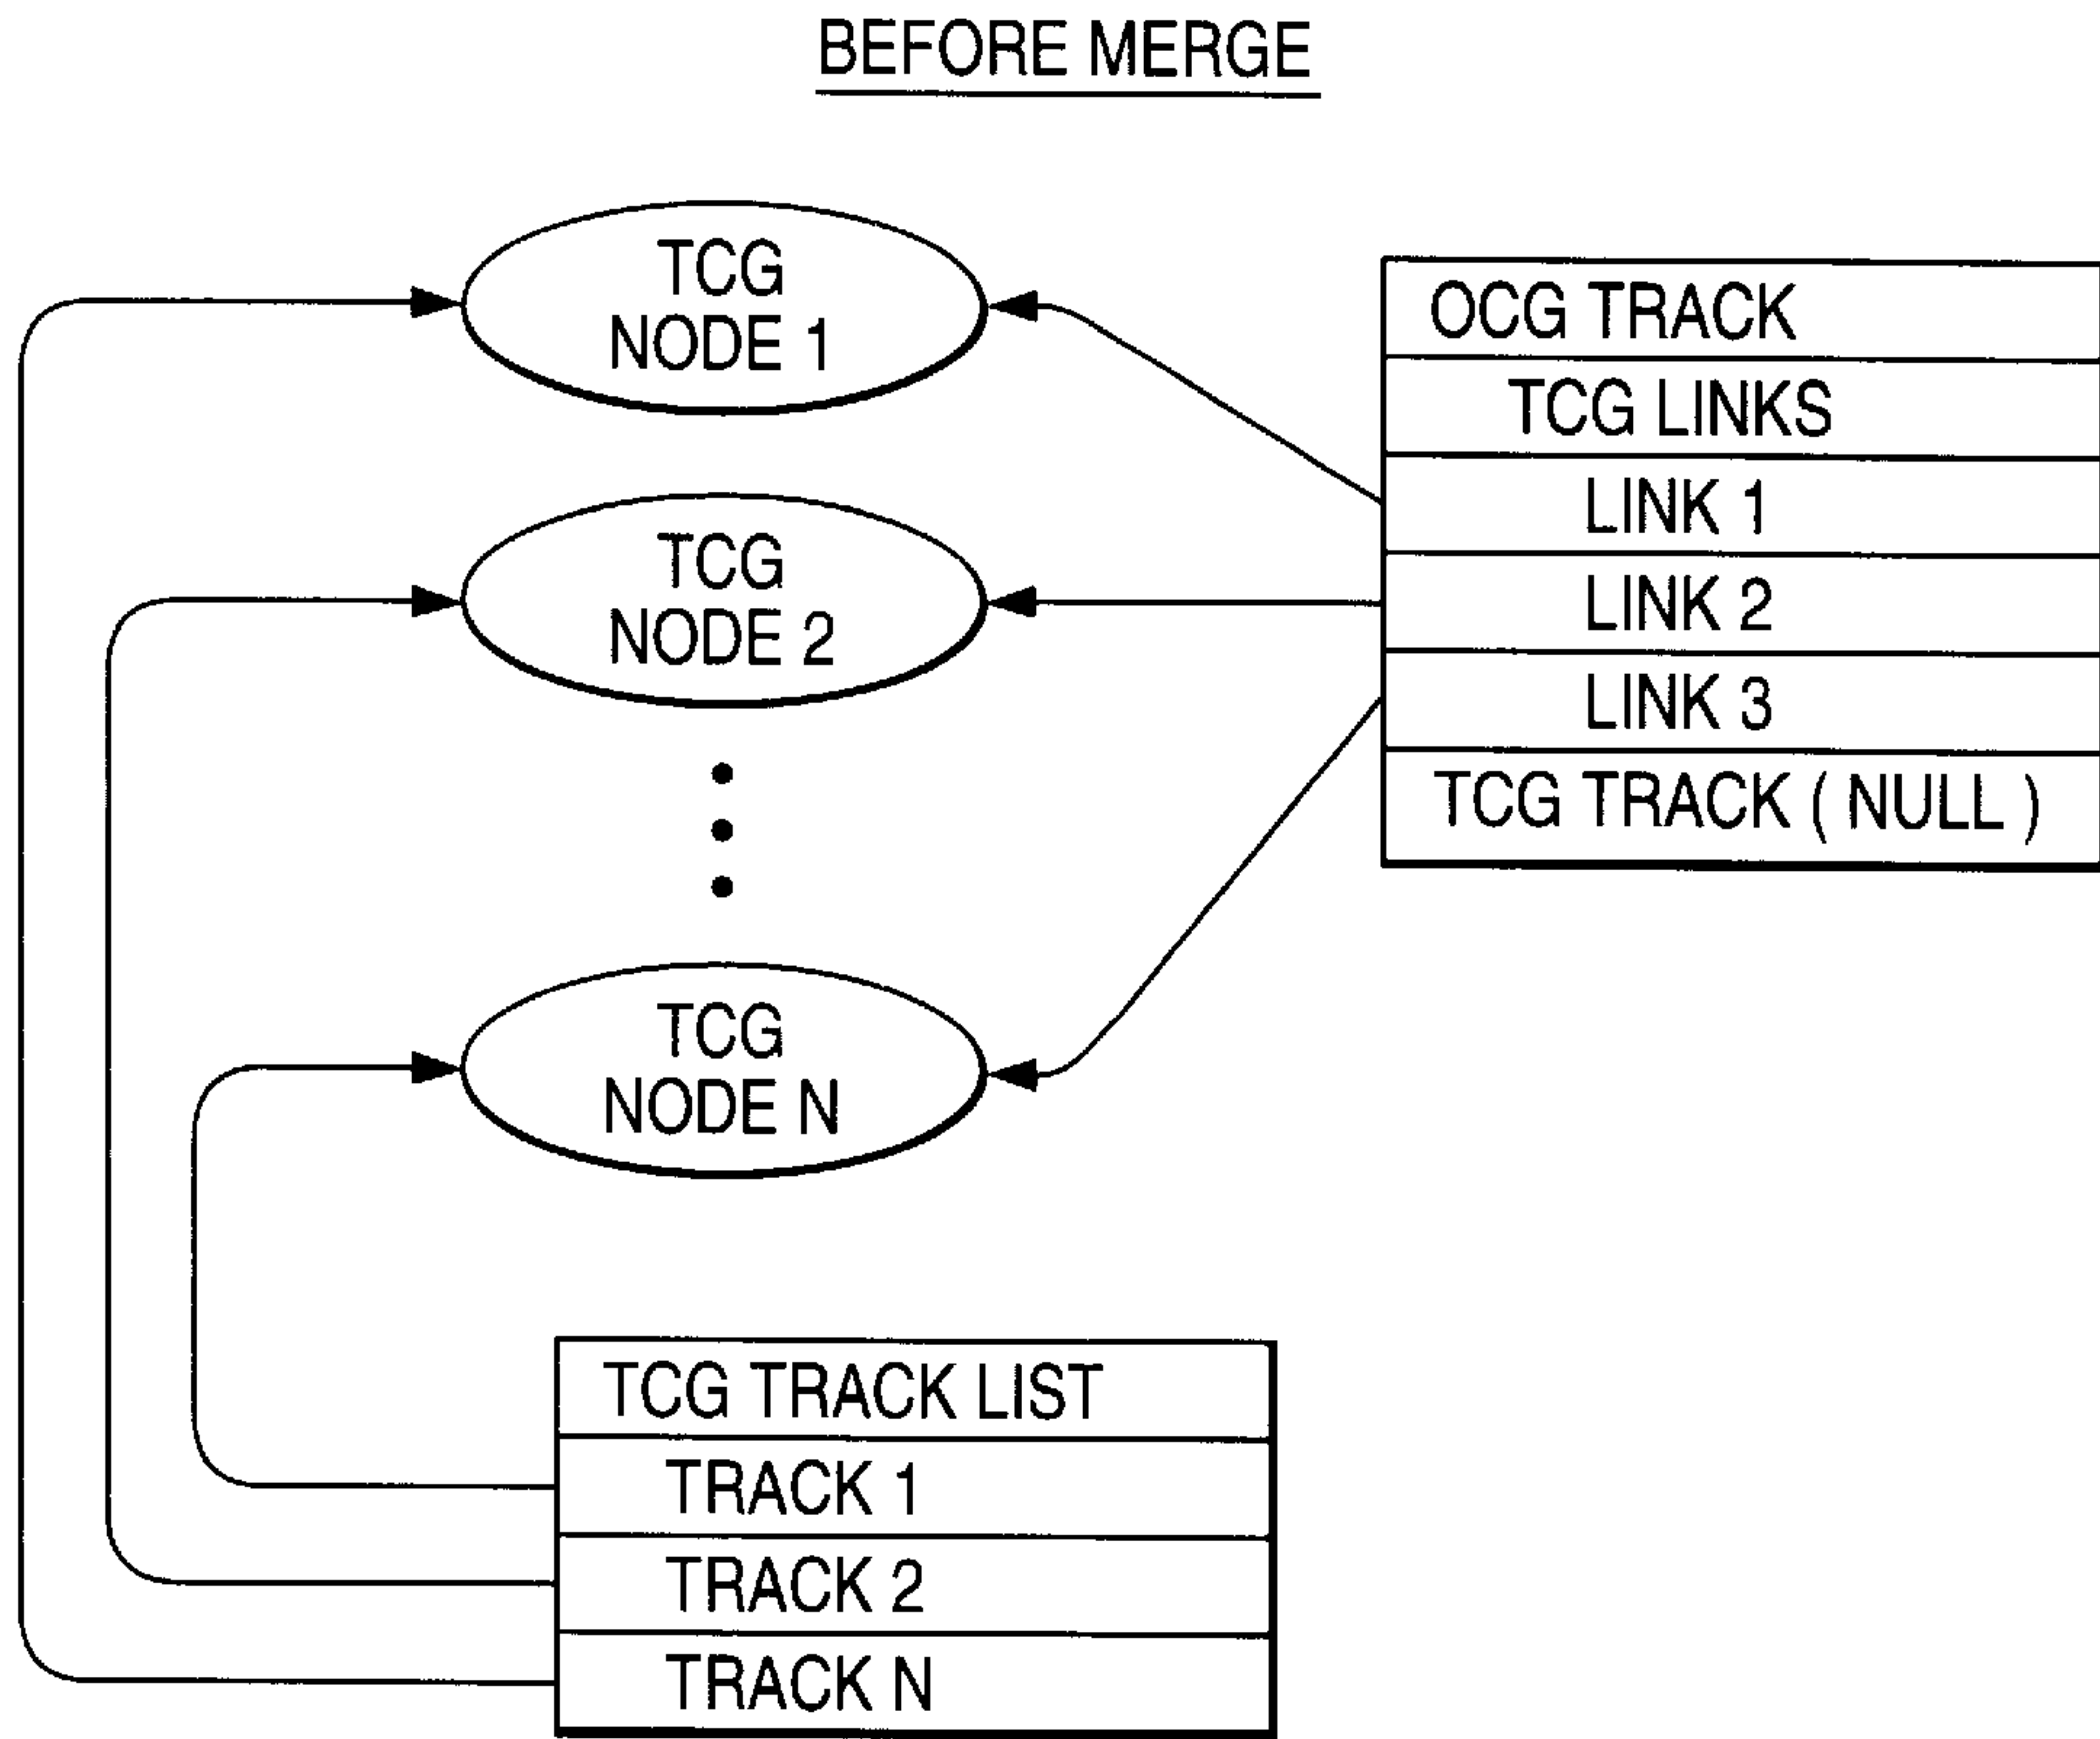 BEFORE MERGE
TCG
NODE 1
TCG
NODE 2
TCG
NODE N
OCG TRACK
TCG LINKS
LINK 1
LINK 2
LINK 3
TCG TRACK ( NULL )
TCG TRACK LIST
TRACK 1
TRACK 2
TRACK N